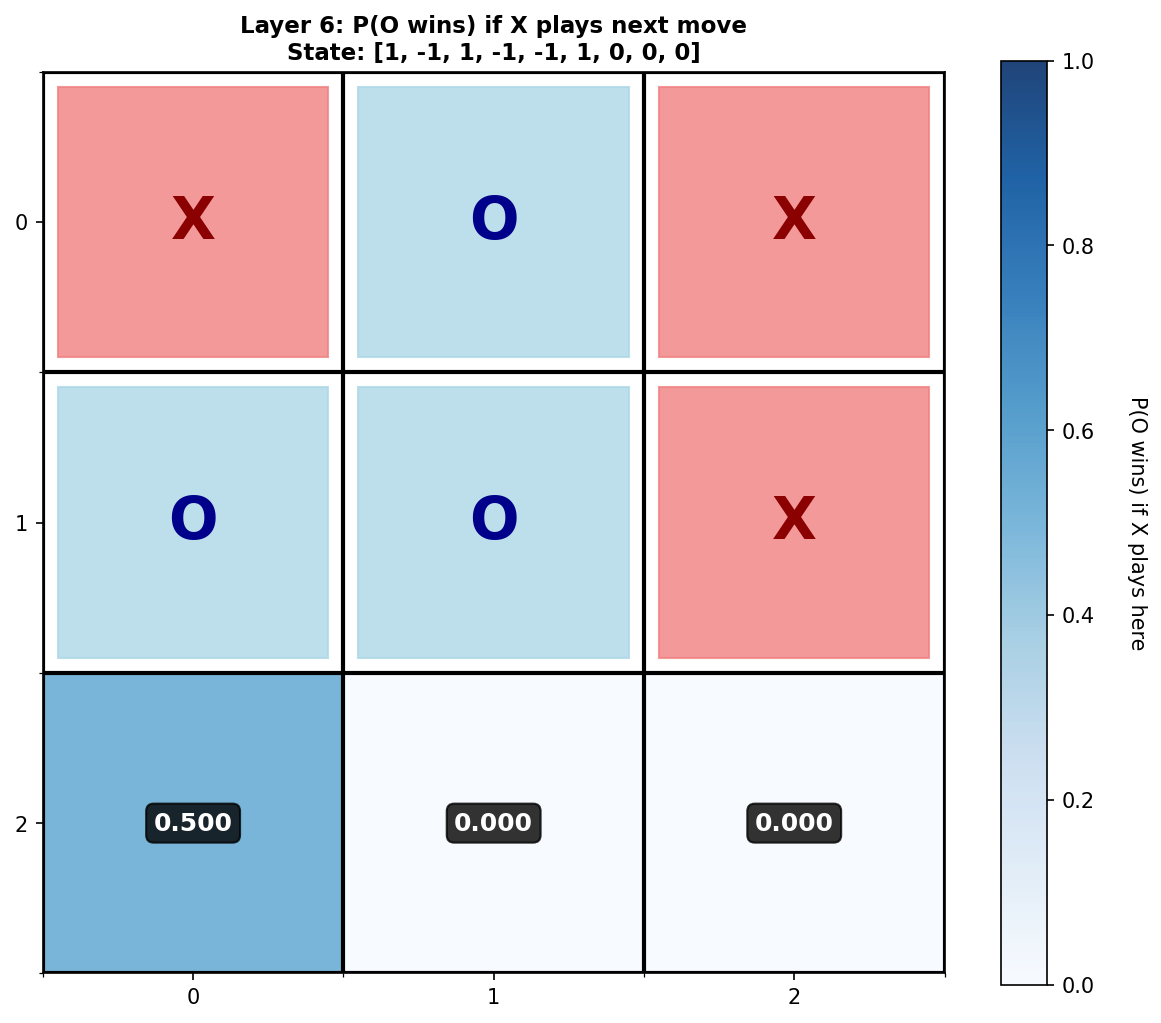 Layer 6: P(O wins) if X plays next move
State: [1, -1, 1, -1, -1, 1, 0, 0, 0]
X
O
X
O
O
X
0.500
0.000
0.000
0
1
2
0
1
2
1.0
0.8
0.6
0.4
0.2
0.0
P(O wins) if X plays here